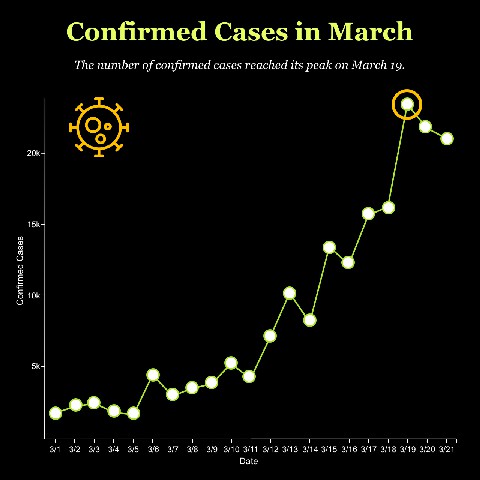 Confirmed Cases in March
The number of confirmed cases reached its peak on March 19.
20k
15k
10k
5k
Confirmed Cases
3/1 3/2 3/3 3/4 3/5 3/6 3/7 3/8 3/9 3/10 3/11 3/12 3/13 3/14 3/15 3/16 3/17 3/18 3/19 3/20 3/21
Date